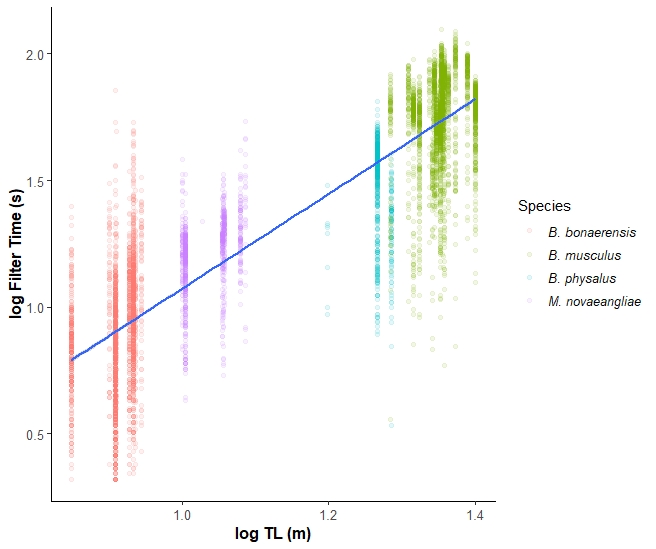 2.0
1.5
1.0
0.5
log Filter Time (s)
1.0 1.2 1.4
log TL (m)
Species
B. bonaerensis
B. musculus
B. physalus
M. novaeangliae